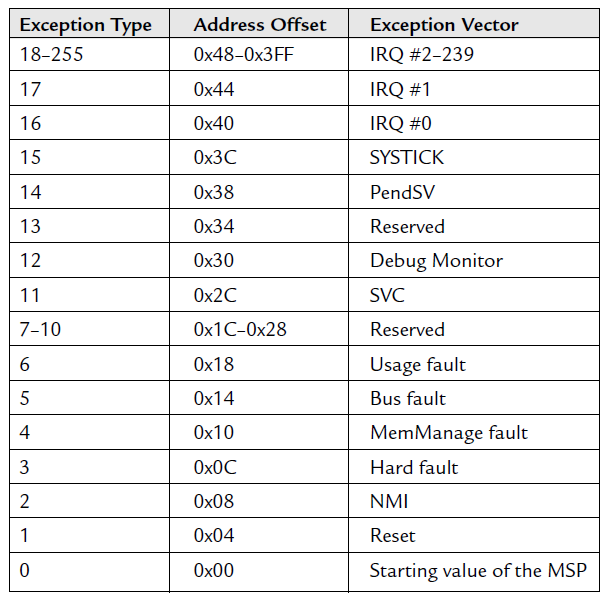 Exception Type Address Offset Exception Vector
18–255 0x48–0x3FF IRQ #2–239
17 0x44 IRQ #1
16 0x40 IRQ #0
15 0x3C SYSTICK
14 0x38 PendSV
13 0x34 Reserved
12 0x30 Debug Monitor
11 0x2C SVC
7–10 0x1C–0x28 Reserved
6 0x18 Usage fault
5 0x14 Bus fault
4 0x10 MemManage fault
3 0x0C Hard fault
2 0x08 NMI
1 0x04 Reset
0 0x00 Starting value of the MSP